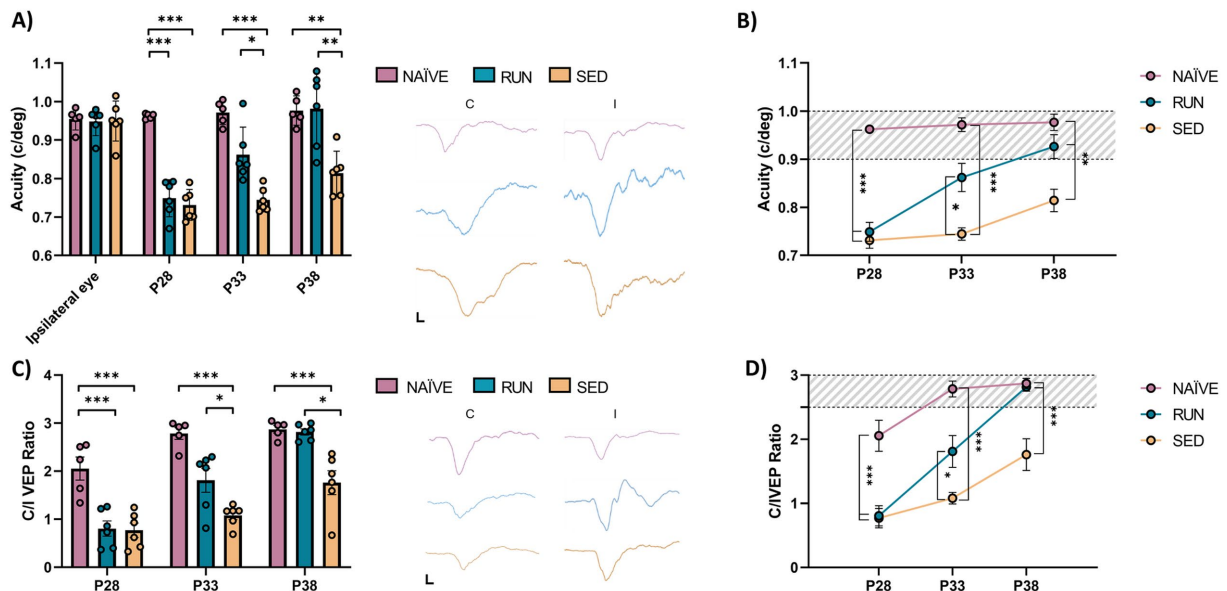 A)
***
***
***
*
**
**
Acuity (c/deg)
1.1
1.0
0.9
0.8
0.7
0.6
Ipsilateral eye
P28
P33
P38
NAÏVE
RUN
SED
C
I
B)
Acuity (c/deg)
1.1
1.0
0.9
0.8
0.7
***
*
***
**
P28
P33
P38
NAÏVE
RUN
SED
C)
***
***
***
*
***
*
C/I VEP Ratio
4
3
2
1
0
P28
P33
P38
NAÏVE
RUN
SED
C
I
D)
C/IVEP Ratio
3
2
1
0
***
*
***
***
P28
P33
P38
NAÏVE
RUN
SED